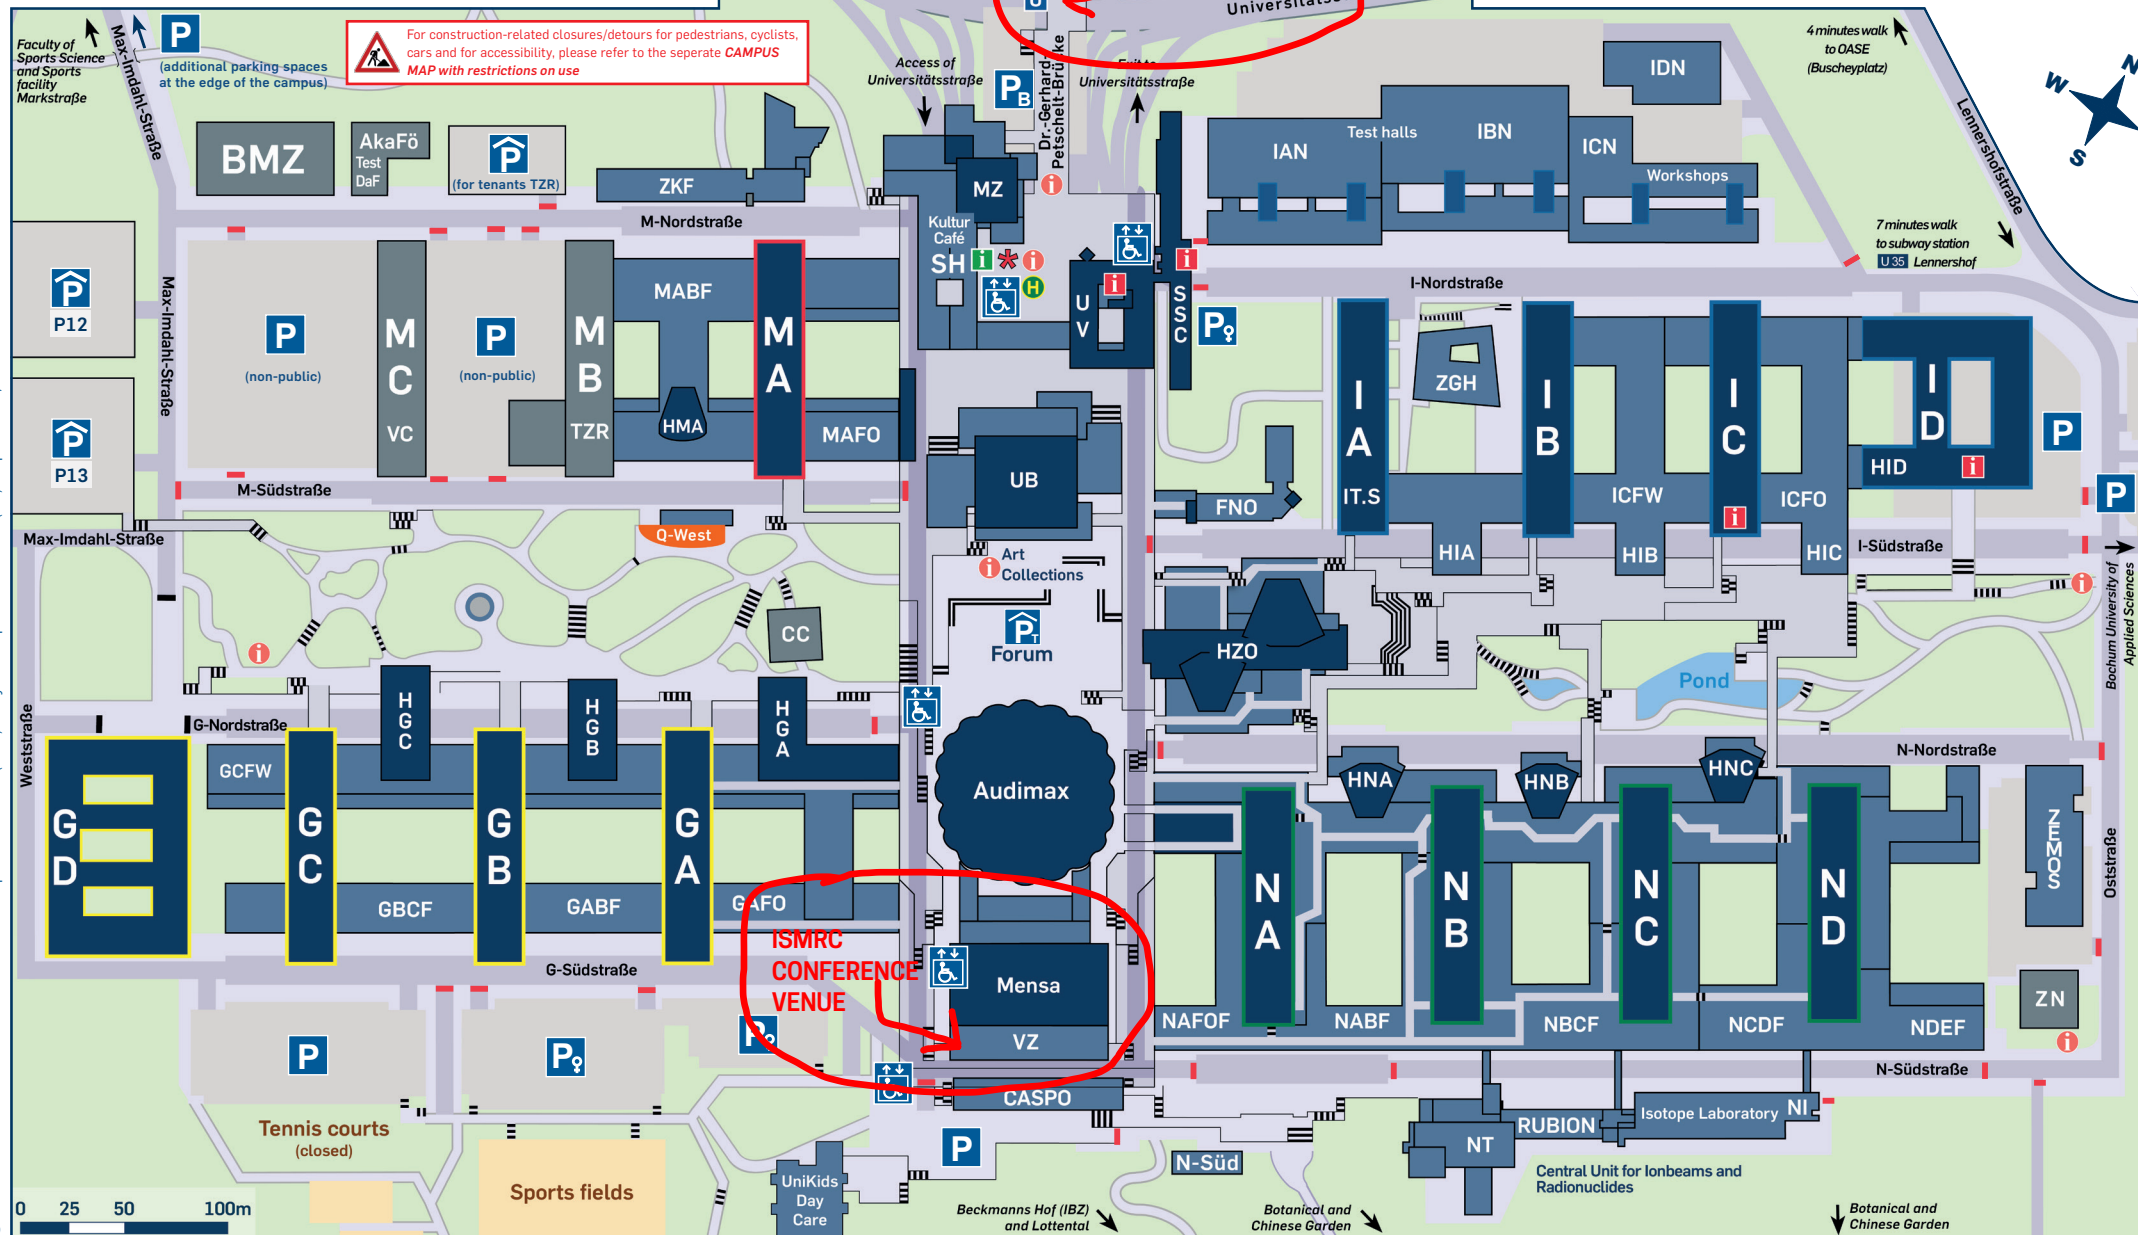 Universitätss
U
Faculty of
Sports Science
and Sports
facility
Markstraße
Max-Imdahl-Straße
P
(additional parking spaces
at the edge of the campus)
For construction-related closures/detours for pedestrians, cyclists,
cars and for accessibility, please refer to the seperate CAMPUS
MAP with restrictions on use
Access of
Universitätsstraße
PB
Dr.-Gerhard-
Petschelt-Brücke
Exit to
Universitätsstraße
4 minutes walk
to OASE
(Buscheyplatz)
Lennershofstraße
N
W
S
7 minutes walk
to subway station
U 35 Lennershof
BMZ
AkaFö
Test
DaF
P
(for tenants TZR)
ZKF
M-Nordstraße
MZ
i
Kultur
Café
SH
i
*
i
H
UV
i
SSC
i
P
IAN
Test halls
IBN
ICN
IDN
Workshops
I-Nordstraße
P
P12
P
P13
Max-Imdahl-Straße
P
(non-public)
MC
VC
P
(non-public)
MB
TZR
MABF
HMA
MA
MAFO
M-Südstraße
UB
FNO
IA
IT.S
ZGH
IB
ICFW
IC
i
ICFO
ID
HID
i
P
P
HIA
HIB
HIC
I-Südstraße
Bochum University of
Applied Sciences
i
Max-Imdahl-Straße
Q-West
CC
i
i
Art
Collections
PT
Forum
HZO
Pond
Weststraße
G-Nordstraße
HGC
HGB
HGA
GD
GCFW
GC
GB
GA
GBCF
GABF
GAFO
Audimax
N-Nordstraße
HNA
HNB
HNC
NA
NB
NC
ND
ZEMOS
Oststraße
ISMRC
CONFERENCE
VENUE
Mensa
VZ
G-Südstraße
NAFOF
NABF
NBCF
NCDF
NDEF
ZN
i
N-Südstraße
P
P
P
CASPO
P
Tennis courts
(closed)
Sports fields
UniKids
Day
Care
N-Süd
NT
RUBION
Isotope Laboratory
NI
Central Unit for Ionbeams and
Radionuclides
Beckmanns Hof (IBZ)
and Lottental
Botanical and
Chinese Garden
Botanical and
Chinese Garden
0 25 50 100m